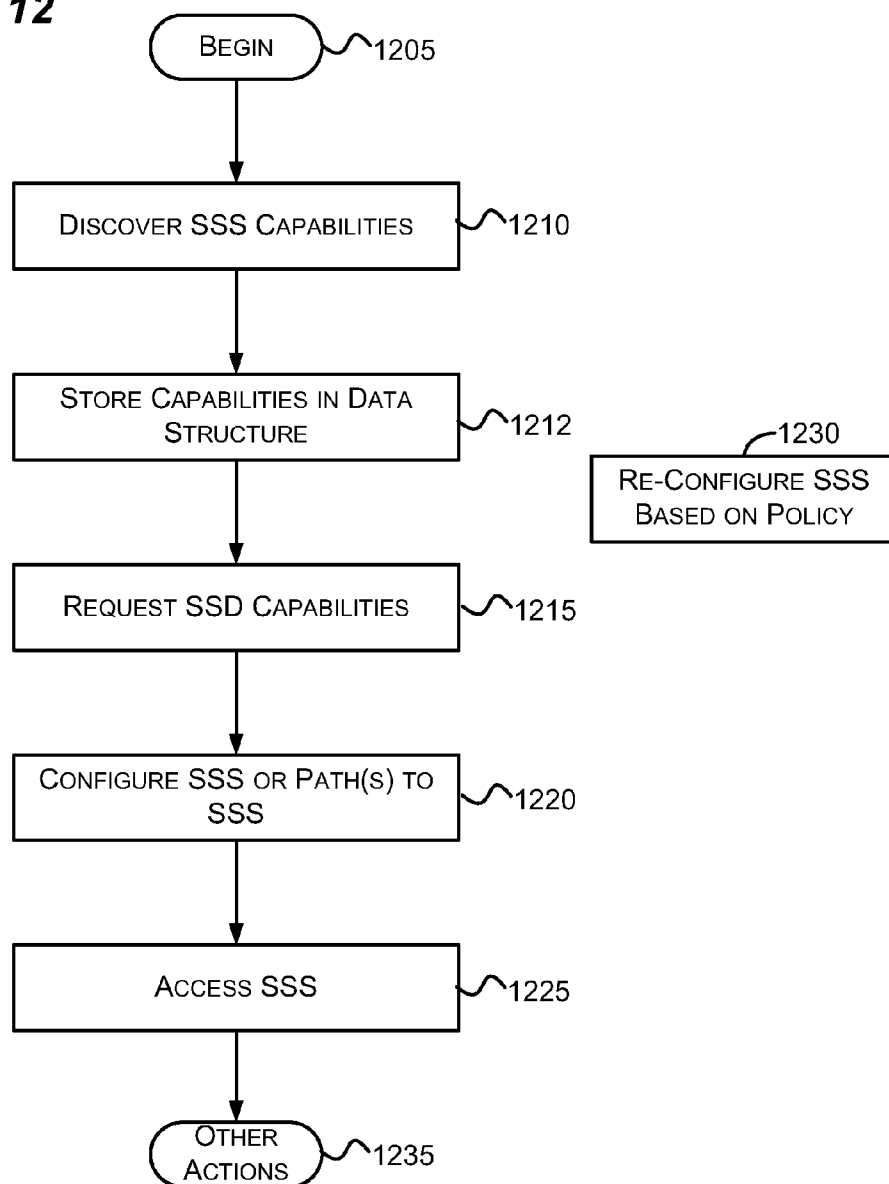 12
BEGIN
1205
DISCOVER SSS CAPABILITIES
1210
STORE CAPABILITIES IN DATA
STRUCTURE
1212
1230
RE-CONFIGURE SSS
BASED ON POLICY
REQUEST SSD CAPABILITIES
1215
CONFIGURE SSS OR PATH(S) TO
SSS
1220
ACCESS SSS
1225
OTHER
ACTIONS
1235